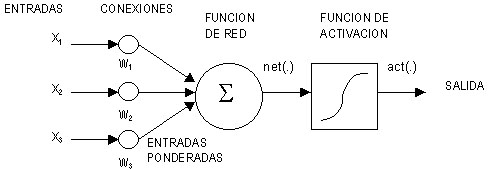 ENTRADAS
CONEXIONES
FUNCION
DE RED
FUNCION DE
ACTIVACION
X1
W1
X2
W2
X3
W3
ENTRADAS
PONDERADAS
Σ
net(.)
act(.)
SALIDA